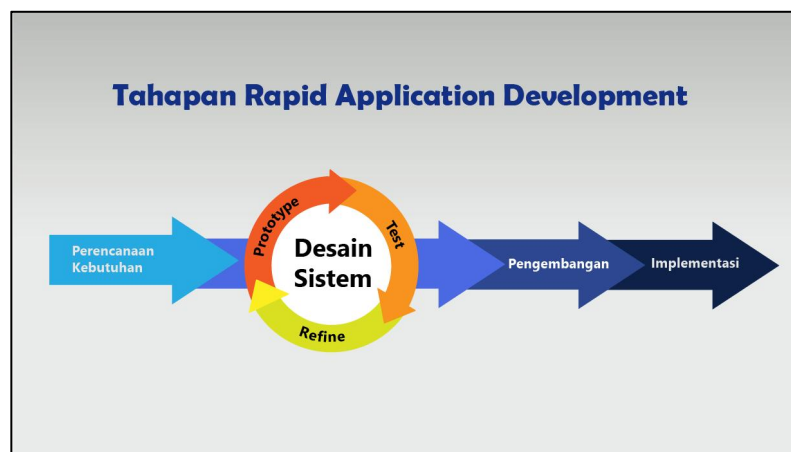 Tahapan Rapid Application Development
Perencanaan
Kebutuhan
Prototype
Test
Desain
Sistem
Refine
Pengembangan
Implementasi